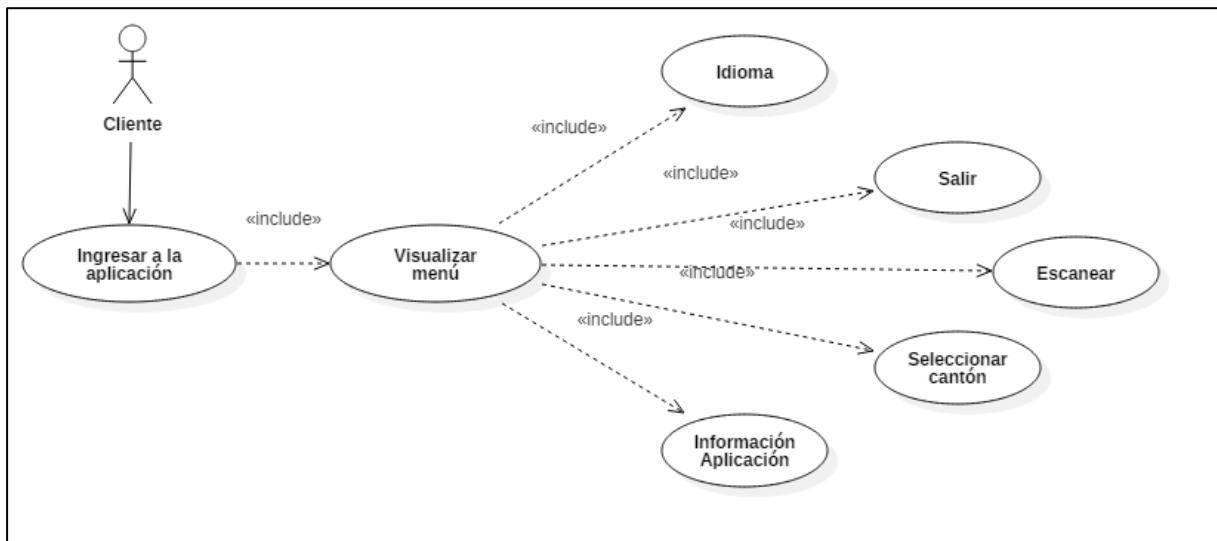 Idioma
«include»
Cliente
«include»
Salir
«include»
«include»
Ingresar a la
aplicación
Visualizar
menú
«include»
Escanear
«include»
Seleccionar
cantón
Información
Aplicación